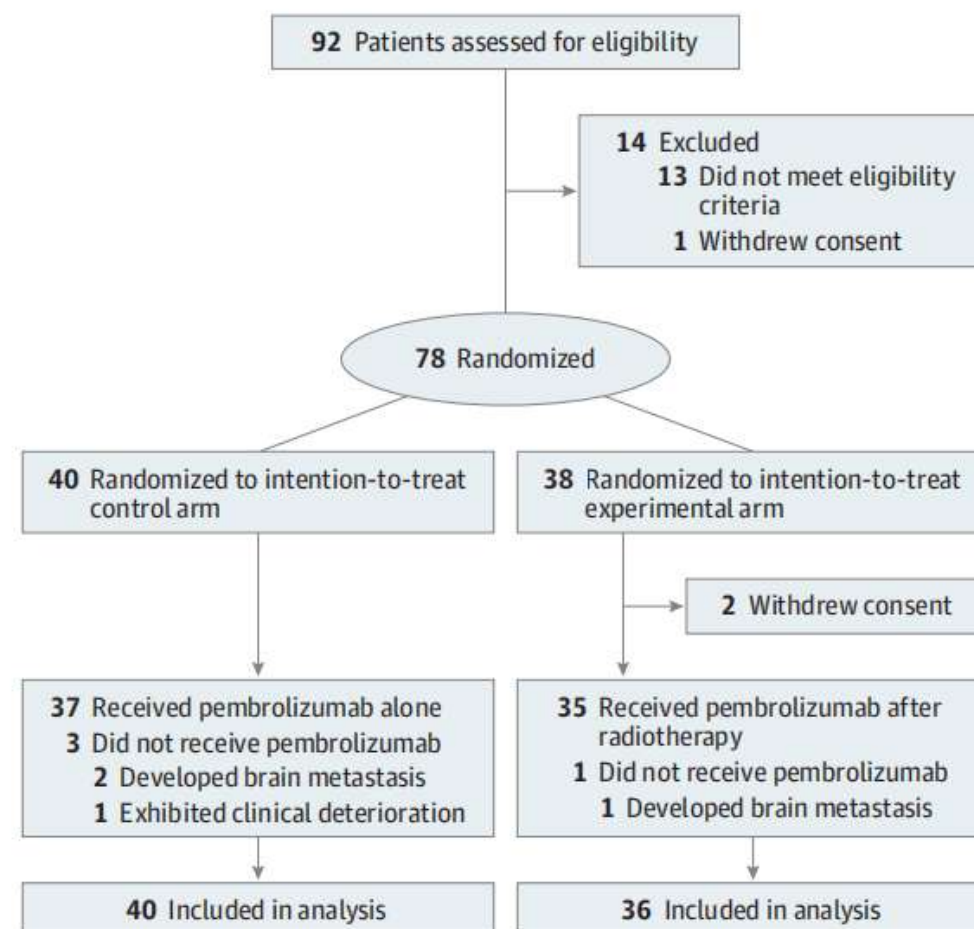 92 Patients assessed for eligibility
14 Excluded
13 Did not meet eligibility
criteria
1 Withdrew consent
78 Randomized
40 Randomized to intention-to-treat
control arm
38 Randomized to intention-to-treat
experimental arm
2 Withdrew consent
37 Received pembrolizumab alone
3 Did not receive pembrolizumab
2 Developed brain metastasis
1 Exhibited clinical deterioration
35 Received pembrolizumab after
radiotherapy
1 Did not receive pembrolizumab
1 Developed brain metastasis
40 Included in analysis
36 Included in analysis